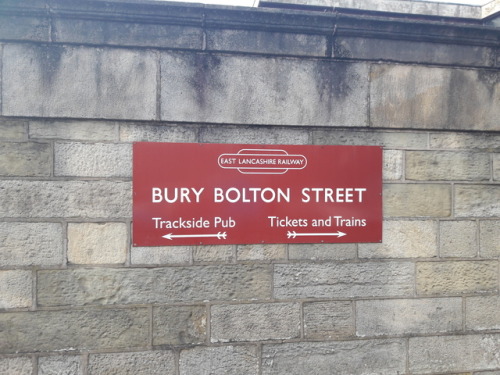 EAST LANCASHIRE RAILWAY
BURY BOLTON STREET
Trackside Pub Tickets and Trains